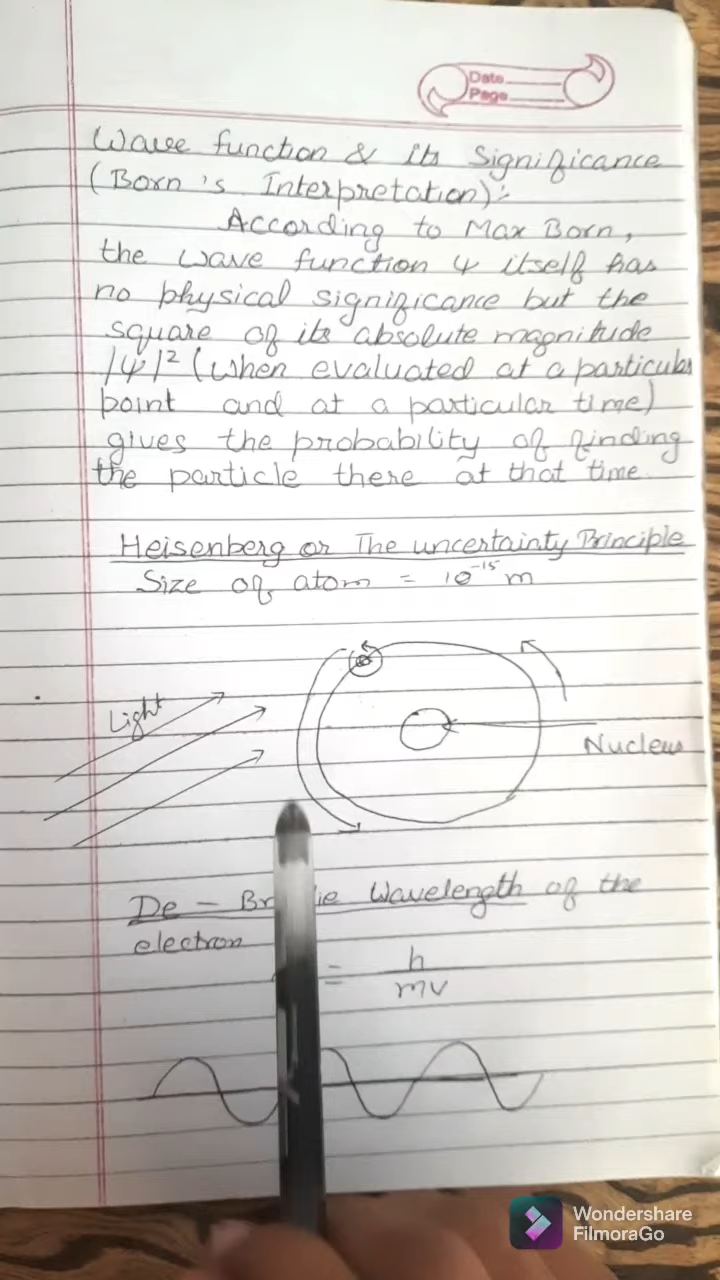 Date
Page
Wave function & its Significance
(Born's Interpretation):-
According to Max Born,
the wave function ψ itself has
no physical significance but the
square of its absolute magnitude
|ψ|² (when evaluated at a particular
point and at a particular time)
gives the probability of finding
the particle there at that time
Heisenberg or The uncertainty Principle
Size of atom = 10⁻¹⁵ m
Light
Nucleus
De - Wavelength of the
electron
= h
mv
Wondershare
FilmoraGo